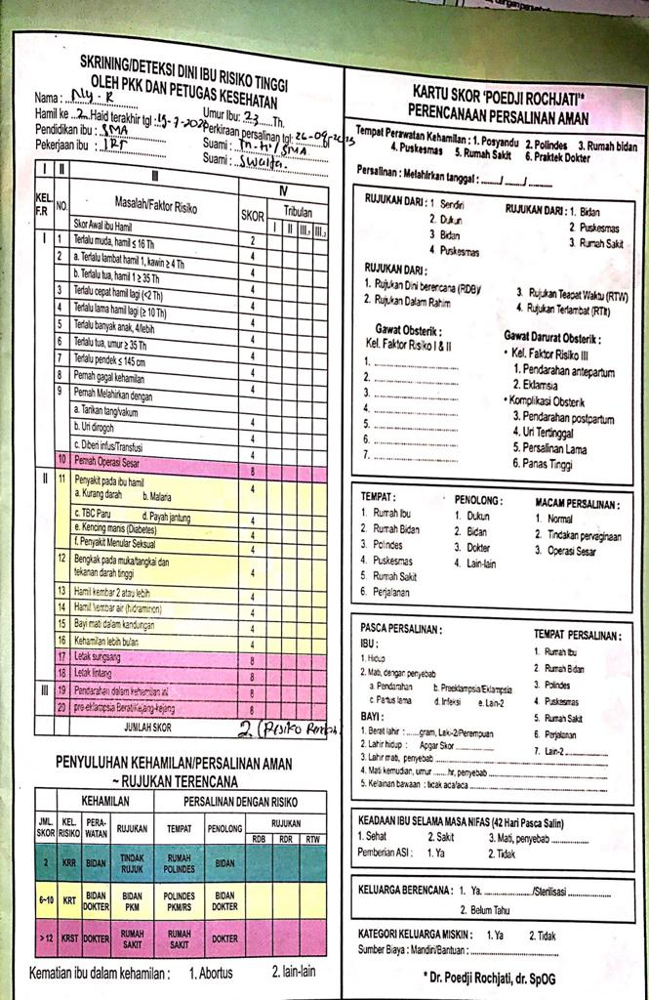 SKRINING/DETEKSI DINI IBU RISIKO TINGGI
OLEH PKK DAN PETUGAS KESEHATAN
Nama : Ny. R
Umur Ibu: 23 Th.
Hamil ke 2 Haid terakhir tgl : 19-7-2024
Perkiraan persalinan tgl: 26-04-2025
Pendidikan ibu : SMA
Suami : Tn. H / SMA
Pekerjaan ibu : IRT
Suami : Swasta.
I II III IV
KEL. F.R NO. Masalah/Faktor Risiko SKOR Tribulan
I II III.1 III.2
Skor Awal ibu Hamil 2
I 1 Terlalu muda, hamil ≤ 16 Th 4
2 a. Terlalu lambat hamil 1, kawin ≥ 4 Th 4
b. Terlalu tua, hamil 1 ≥ 35 Th 4
3 Terlalu cepat hamil lagi (<2 Th) 4
4 Terlalu lama hamil lagi (≥ 10 Th) 4
5 Terlalu banyak anak, 4/lebih 4
6 Terlalu tua, umur ≥ 35 Th 4
7 Terlalu pendek ≤ 145 cm 4
8 Pernah gagal kehamilan 4
9 Pernah Melahirkan dengan
a. Tarikan tang/vakum 4
b. Uri dirogoh 4
c. Diberi infus/Transfusi 4
10 Pernah Operasi Sesar 8
II 11 Penyakit pada ibu hamil 4
a. Kurang darah b. Malaria
c. TBC Paru d. Payah jantung 4
e. Kencing manis (Diabetes) 4
f. Penyakit Menular Seksual 4
12 Bengkak pada muka/tangkai dan
tekanan darah tinggi 4
13 Hamil kembar 2 atau lebih 4
14 Hamil kembar air (hidramnion) 4
15 Bayi mati dalam kandungan 4
16 Kehamilan lebih bulan 4
17 Letak sungsang 8
18 Letak lintang 8
III 19 Pendarahan dalam kehamilan ini 8
20 pre-eklampsia Berat/Kejang-kejang 8
JUMLAH SKOR 2 (Risiko Rendah)
PENYULUHAN KEHAMILAN/PERSALINAN AMAN
~ RUJUKAN TERENCANA
KEHAMILAN PERSALINAN DENGAN RISIKO
JML. SKOR KEL. RISIKO PERA-WATAN RUJUKAN TEMPAT PENOLONG RUJUKAN
RDB RDR RTW
2 KRR BIDAN TINDAK RUJUK RUMAH POLINDES BIDAN
6~10 KRT BIDAN DOKTER BIDAN PKM POLINDES PKM/RS BIDAN DOKTER
>12 KRST DOKTER RUMAH SAKIT RUMAH SAKIT DOKTER
Kematian ibu dalam kehamilan : 1. Abortus 2. lain-lain
KARTU SKOR 'POEDJI ROCHJATI'*
PERENCANAAN PERSALINAN AMAN
Tempat Perawatan Kehamilan : 1. Posyandu 2. Polindes 3. Rumah bidan
4. Puskesmas 5. Rumah Sakit 6. Praktek Dokter
Persalinan : Melahirkan tanggal : ....../....../......
RUJUKAN DARI : 1. Sendiri
2. Dukun
3. Bidan
4. Puskesmas
RUJUKAN DARI : 1. Bidan
2. Puskesmas
3. Rumah Sakit
RUJUKAN DARI :
1. Rujukan Dini berencana (RDB)/
2. Rujukan Dalam Rahim
3. Rujukan Teapat Waktu (RTW)
4. Rujukan Terlambat (RTlt)
Gawat Obsterik :
Kel. Faktor Risiko I & II
1. ..............................
2. ..............................
3. ..............................
4. ..............................
5. ..............................
6. ..............................
7. ..............................
Gawat Darurat Obsterik :
• Kel. Faktor Risiko III
1. Pendarahan antepartum
2. Eklamsia
• Komplikasi Obsterik
3. Pendarahan postpartum
4. Uri Tertinggal
5. Persalinan Lama
6. Panas Tinggi
TEMPAT :
1. Rumah Ibu
2. Rumah Bidan
3. Polindes
4. Puskesmas
5. Rumah Sakit
6. Perjalanan
PENOLONG :
1. Dukun
2. Bidan
3. Dokter
4. Lain-lain
MACAM PERSALINAN :
1. Normal
2. Tindakan pervaginaan
3. Operasi Sesar
PASCA PERSALINAN :
IBU :
1. Hidup
2. Mati, dengan penyebab
a. Pendarahan b. Preeklampsia/Eklampsia
c. Partus lama d. Infeksi e. Lain-2
BAYI :
1. Berat lahir : ......gram, Laki-2/Perempuan
2. Lahir hidup : Apgar Skor ..............
3. Lahir mati, penyebab ..............................
4. Mati kemudian, umur ......hr, penyebab ..............................
5. Kelainan bawaan : tidak ada/ada ..............................
TEMPAT PERSALINAN :
1. Rumah Ibu
2. Rumah Bidan
3. Polindes
4. Puskesmas
5. Rumah Sakit
6. Perjalanan
7. Lain-2 ..............
KEADAAN IBU SELAMA MASA NIFAS (42 Hari Pasca Salin)
1. Sehat 2. Sakit 3. Mati, penyebab ..............
Pemberian ASI : 1. Ya 2. Tidak
KELUARGA BERENCANA : 1. Ya. ................/Sterilisasi ................
2. Belum Tahu
KATEGORI KELUARGA MISKIN : 1. Ya 2. Tidak
Sumber Biaya : Mandiri/Bantuan : ..............................
* Dr. Poedji Rochjati, dr. SpOG